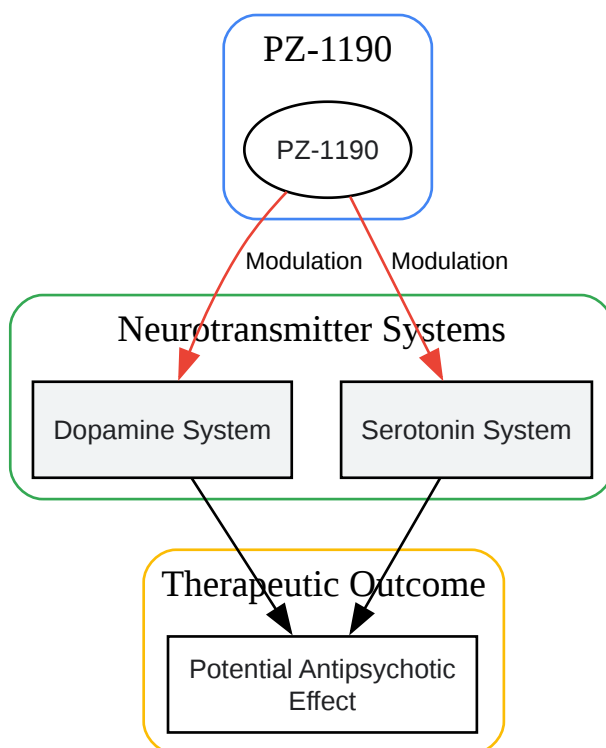 PZ-1190
PZ-1190
Modulation Modulation
Neurotransmitter Systems
Dopamine System Serotonin System
Therapeutic Outcome
Potential Antipsychotic
Effect